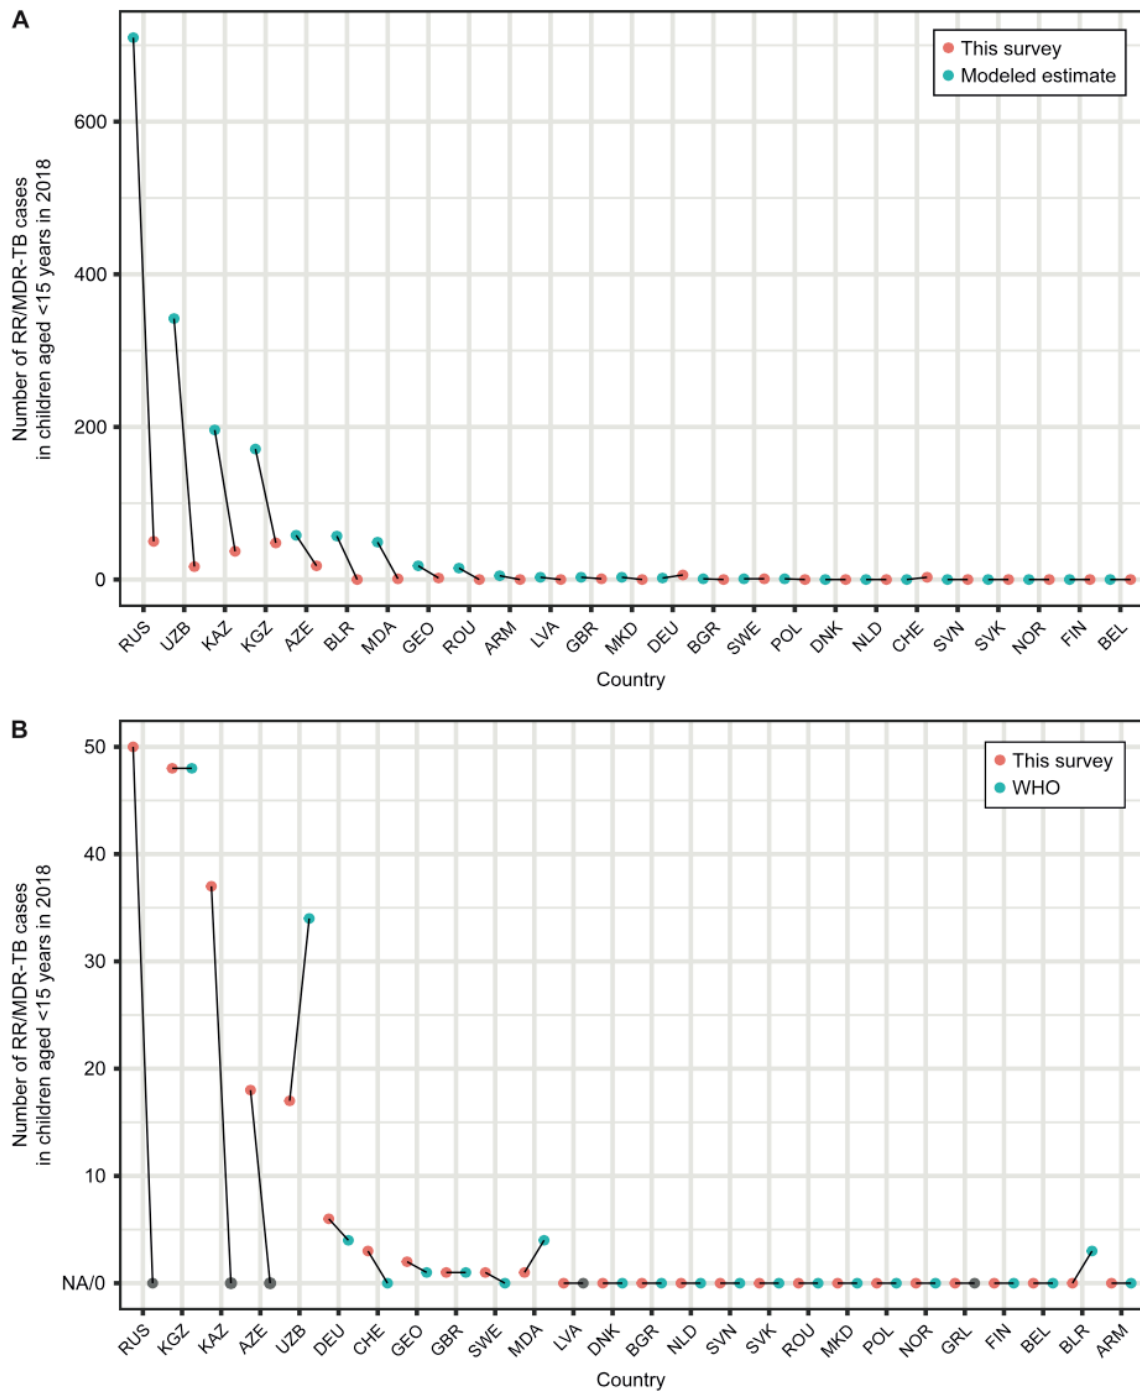 A
This survey
Modeled estimate
Number of RR/MDR-TB cases
in children aged <15 years in 2018
600
400
200
0
RUS UZB KAZ KGZ AZE BLR MDA GEO ROU ARM LVA GBR MKD DEU BGR SWE POL DNK NLD CHE SVN SVK NOR FIN BEL
Country
B
This survey
WHO
Number of RR/MDR-TB cases
in children aged <15 years in 2018
50
40
30
20
10
NA/0
RUS KGZ KAZ AZE UZB DEU CHE GEO GBR SWE MDA LVA DNK BGR NLD SVN SVK ROU MKD POL NOR GRL FIN BEL BLR ARM
Country